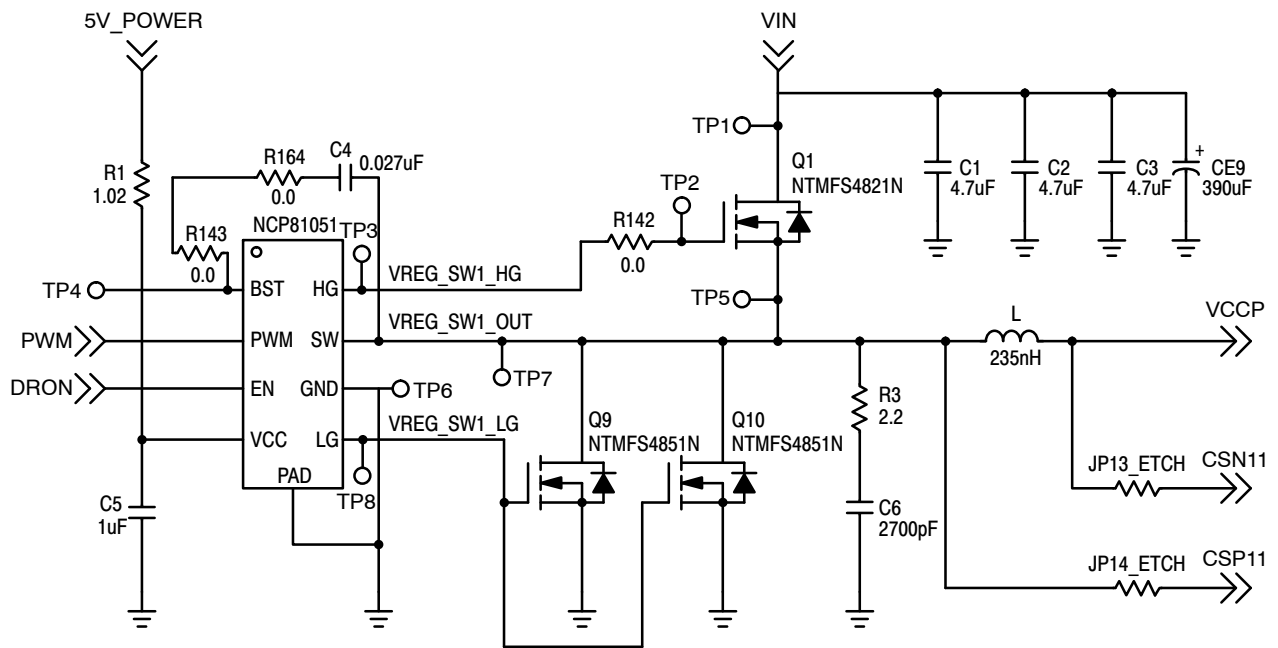 5V_POWER
VIN
TP1
R1
1.02
R164
0.0
C4
0.027uF
TP2
Q1
NTMFS4821N
C1
4.7uF
C2
4.7uF
C3
4.7uF
+
CE9
390uF
R143
0.0
NCP81051
TP3
R142
0.0
TP4
BST
HG
VREG_SW1_HG
TP5
PWM
PWM
SW
VREG_SW1_OUT
L
235nH
VCCP
DRON
EN
GND
TP6
TP7
R3
2.2
VCC
LG
VREG_SW1_LG
Q9
NTMFS4851N
Q10
NTMFS4851N
PAD
TP8
JP13_ETCH
CSN11
C5
1uF
C6
2700pF
JP14_ETCH
CSP11